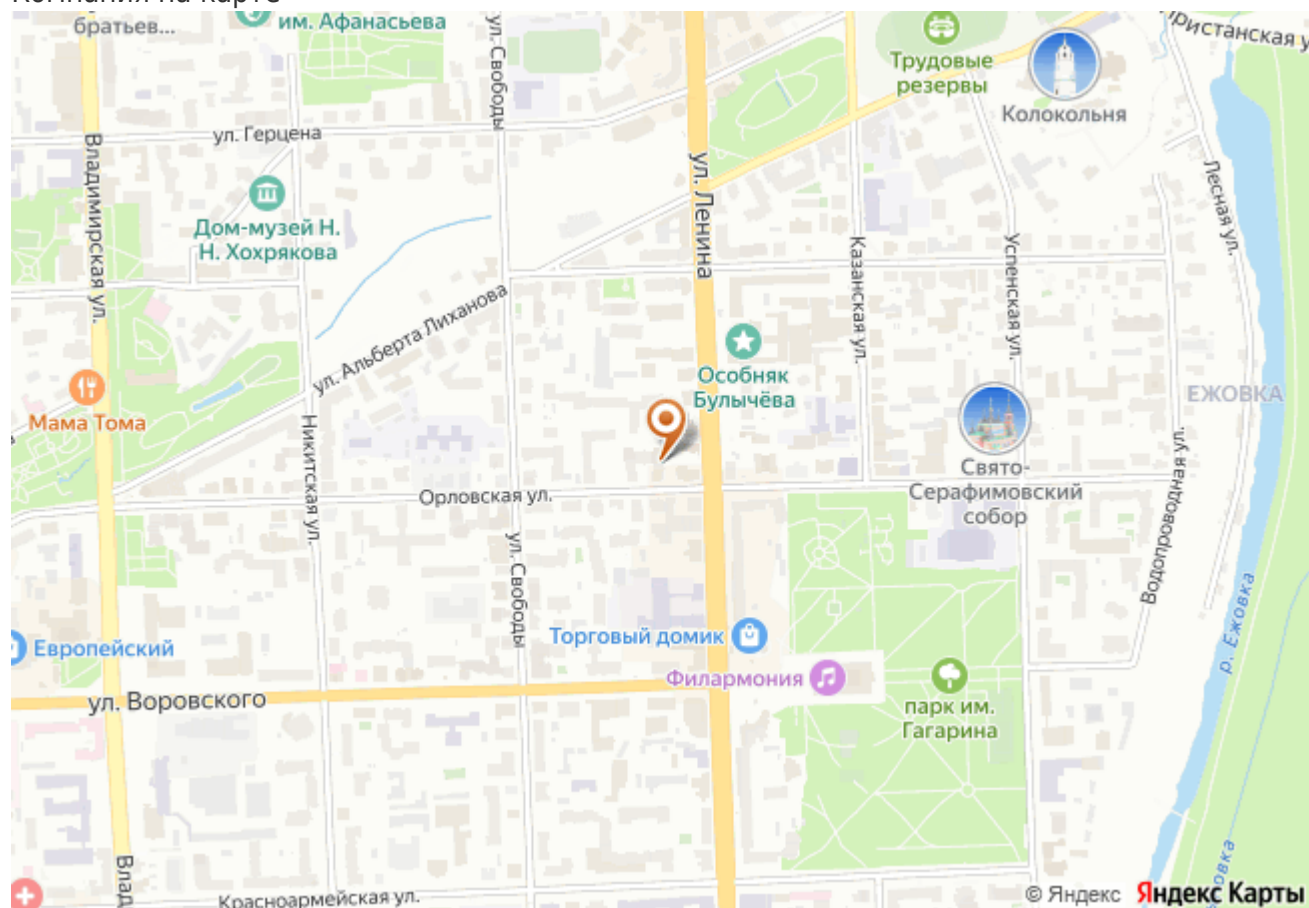 Компания на карте
братьев...
им. Афанасьева
ул. Свободы
Трудовые
резервы
Колокольня
Пристанская у
ул. Герцена
Владимирская ул.
Дом-музей Н.
Н. Хохрякова
ул. Ленина
Казанская ул.
Успенская ул.
Лесная ул.
ул. Альберта Лиханова
Особняк
Булычёва
Мама Тома
Никитская ул.
ЕЖОВКА
Свято-
Серафимовский
собор
Орловская ул.
Водопроводная ул.
ул. Свободы
Торговый домик
Европейский
Филармония
р. Ежовка
парк им.
Гагарина
ул. Воровского
Влад
Красноармейская ул.
© Яндекс Яндекс Карты